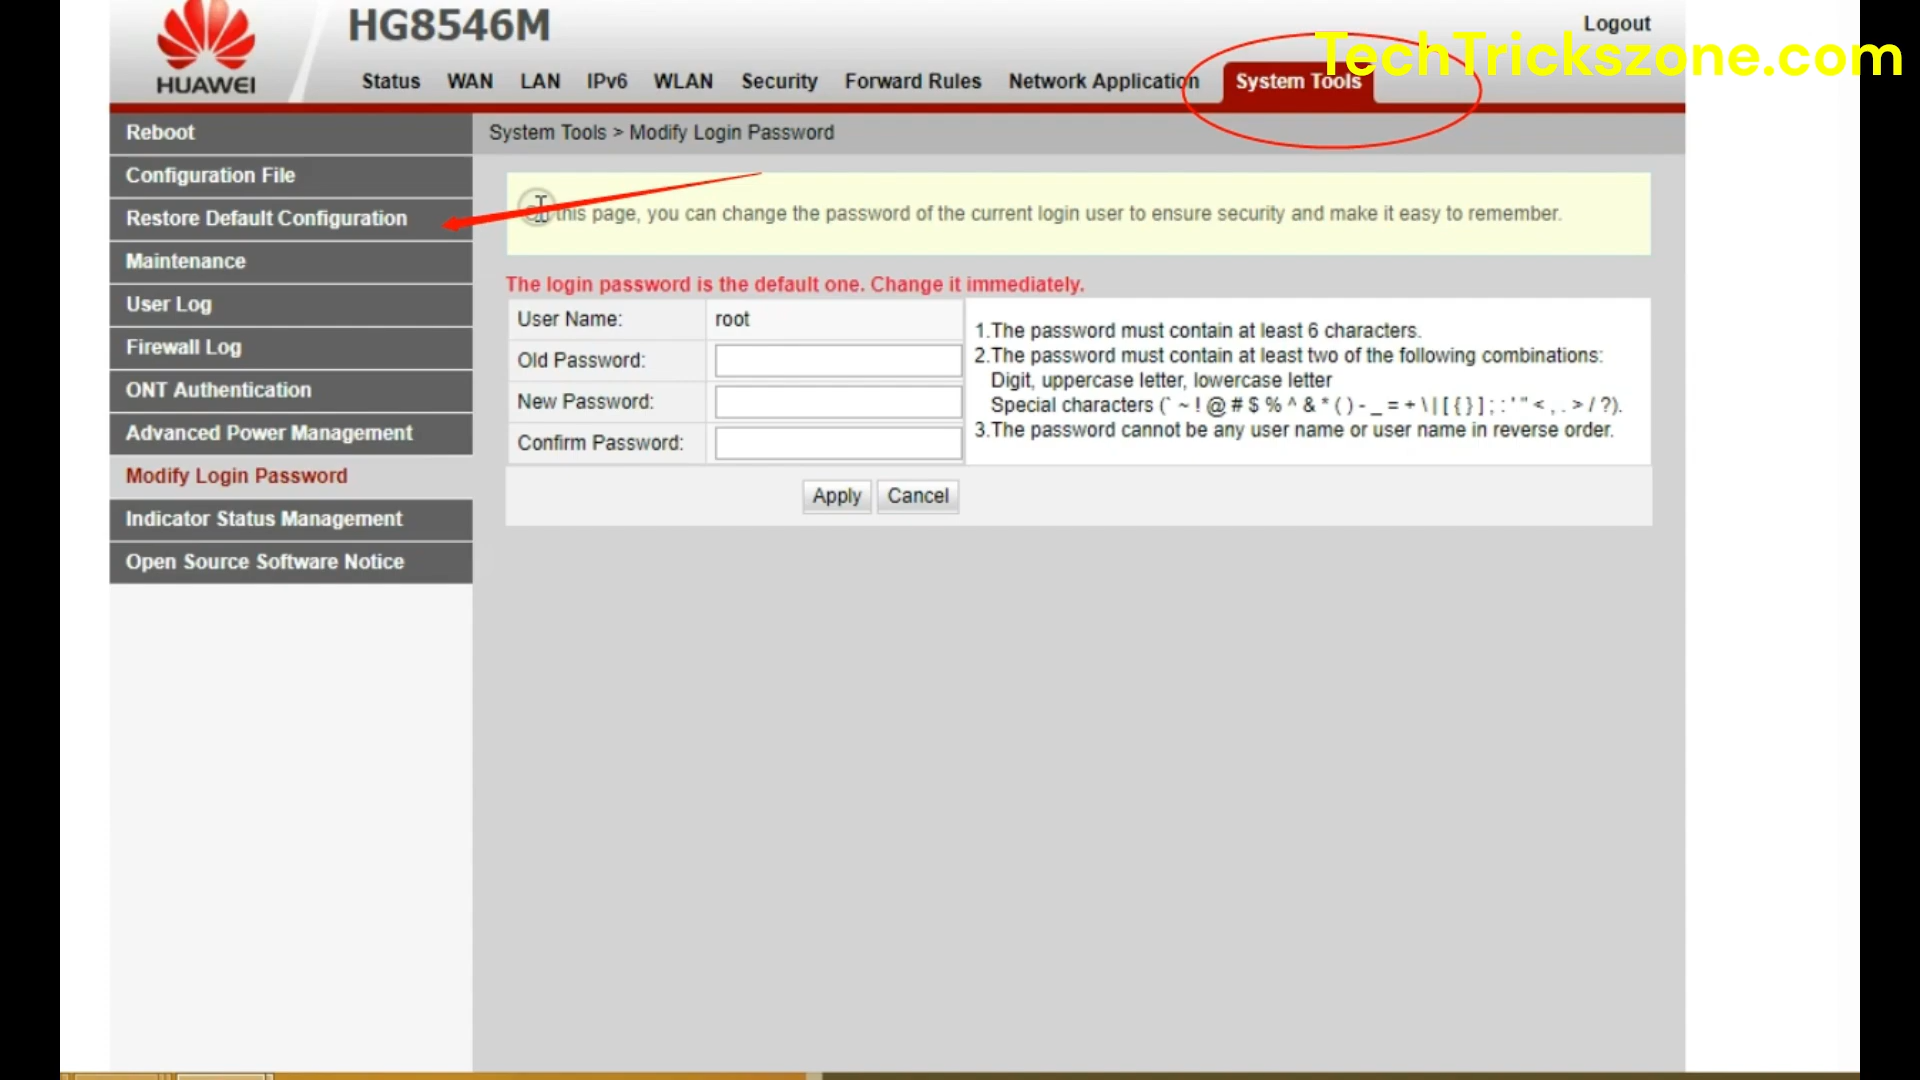 HG8546M
Logout
TechTrickszone.com
HUAWEI
Status WAN LAN IPv6 WLAN Security Forward Rules Network Application System Tools
Reboot
System Tools > Modify Login Password
Configuration File
Restore Default Configuration
this page, you can change the password of the current login user to ensure security and make it easy to remember.
Maintenance
User Log
Firewall Log
ONT Authentication
Advanced Power Management
Modify Login Password
Indicator Status Management
Open Source Software Notice
The login password is the default one. Change it immediately.
User Name: root
Old Password:
New Password:
Confirm Password:
1.The password must contain at least 6 characters.
2.The password must contain at least two of the following combinations:
Digit, uppercase letter, lowercase letter
Special characters (` ~ ! @ # $ % ^ & * ( ) - _ = + \ | [ { } ] ; : ' " < , . > / ?).
3.The password cannot be any user name or user name in reverse order.
Apply Cancel